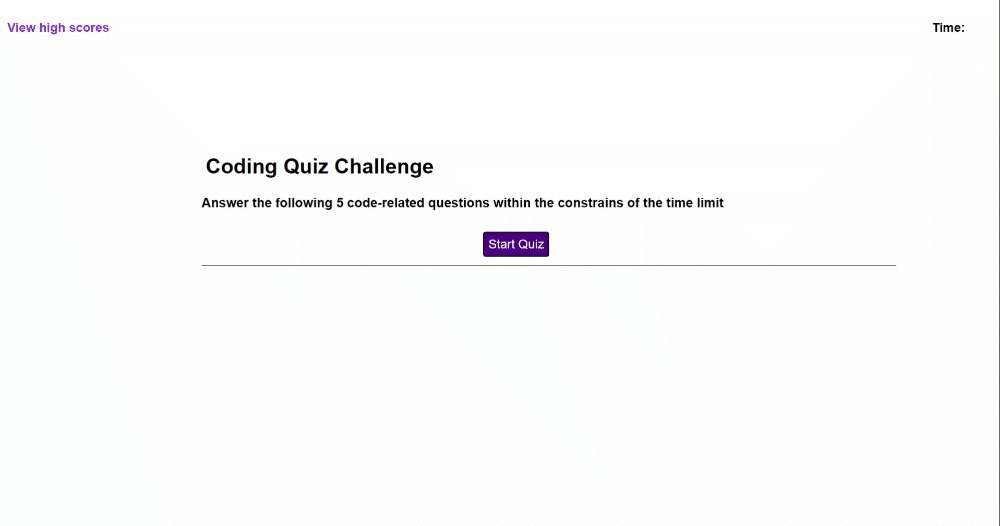 View high scores
Time:
Coding Quiz Challenge
Answer the following 5 code-related questions within the constrains of the time limit
Start Quiz